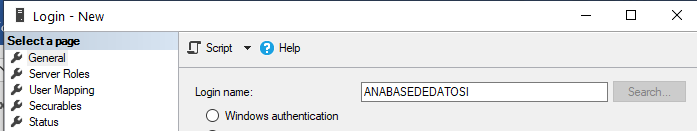 Login - New
Select a page
General
Server Roles
User Mapping
Securables
Status
Script
Help
Login name:
ANABASEDEDATOSI
Search...
Windows authentication